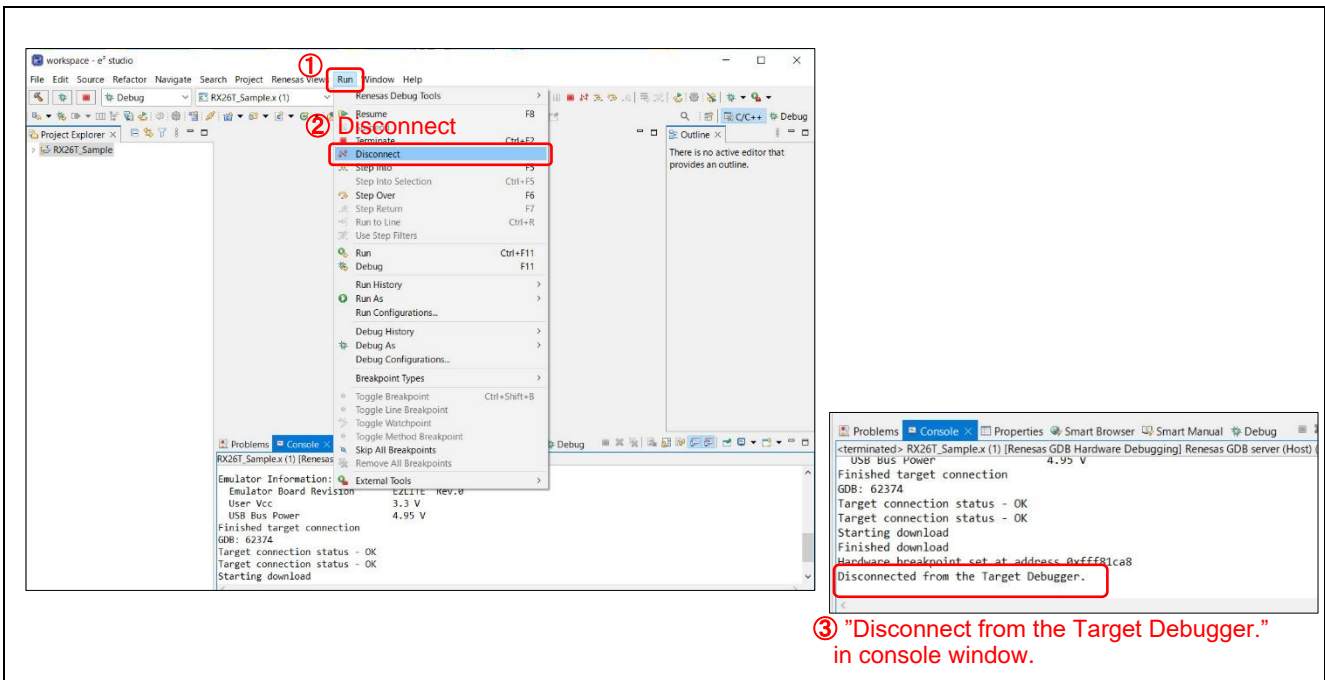 workspace - e² studio
①
File Edit Source Refactor Navigate Search Project Renesas Views Run Window Help
Debug
RX26T_Sample.x (1)
C/C++ Debug
Project Explorer
RX26T_Sample
Renesas Debug Tools
Resume F8
② Disconnect
Terminate Ctrl+F2
Disconnect
Step Into F5
Step Into Selection Ctrl+F5
Step Over F6
Step Return F7
Run to Line Ctrl+R
Use Step Filters
Run Ctrl+F11
Debug F11
Run History
Run As
Run Configurations...
Debug History
Debug As
Debug Configurations...
Breakpoint Types
Toggle Breakpoint Ctrl+Shift+B
Toggle Line Breakpoint
Toggle Watchpoint
Toggle Method Breakpoint
Skip All Breakpoints
Remove All Breakpoints
External Tools
Outline
There is no active editor that
provides an outline.
Problems Console
Debug
RX26T_Sample.x (1) [Renesas
Emulator Information:
Emulator Board Revision E2LITE Rev.0
User Vcc 3.3 V
USB Bus Power 4.95 V
Finished target connection
GDB: 62374
Target connection status - OK
Target connection status - OK
Starting download
Problems Console Properties Smart Browser Smart Manual Debug
<terminated> RX26T_Sample.x (1) [Renesas GDB Hardware Debugging] Renesas GDB server (Host) (
USB Bus Power 4.95 V
Finished target connection
GDB: 62374
Target connection status - OK
Target connection status - OK
Starting download
Finished download
Hardware breakpoint set at address 0xfff81ca8
Disconnected from the Target Debugger.
③ ”Disconnect from the Target Debugger.”
in console window.